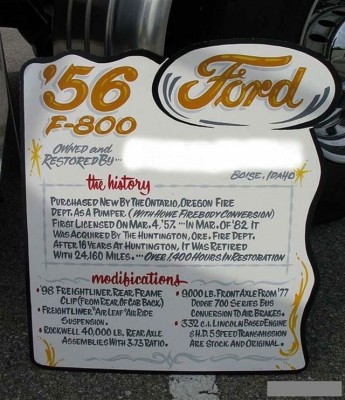 '56
Ford
F-800
OWNED AND
RESTORED BY...
BOISE, IDAHO
the history
PURCHASED NEW BY THE ONTARIO, OREGON FIRE
DEPT. AS A PUMPER (WITH HOWE FIREBODY CONVERSION)
FIRST LICENSED ON MAR. 4, '57. ... IN MAR. OF '82 IT
WAS ACQUIRED BY THE HUNTINGTON, ORE. FIRE DEPT.
AFTER 16 YEARS AT HUNTINGTON, IT WAS RETIRED
WITH 24,160 MILES... OVER 1,400 HOURS IN RESTORATION
modifications
• '98 FREIGHTLINER REAR FRAME
CLIP (FROM REAR OF CAB BACK)
• FREIGHTLINER "AIR LEAF" AIR RIDE
SUSPENSION.
• ROCKWELL 40,000 LB. REAR AXLE
ASSEMBLIES WITH 3.73 RATIO.
• 9000 LB. FRONT AXLE FROM '77
DODGE 700 SERIES BUS
CONVERSION TO AIR BRAKES.
• 332 C.I. LINCOLN BASED ENGINE
& H.D. 5 SPEED TRANSMISSION
ARE STOCK AND ORIGINAL.